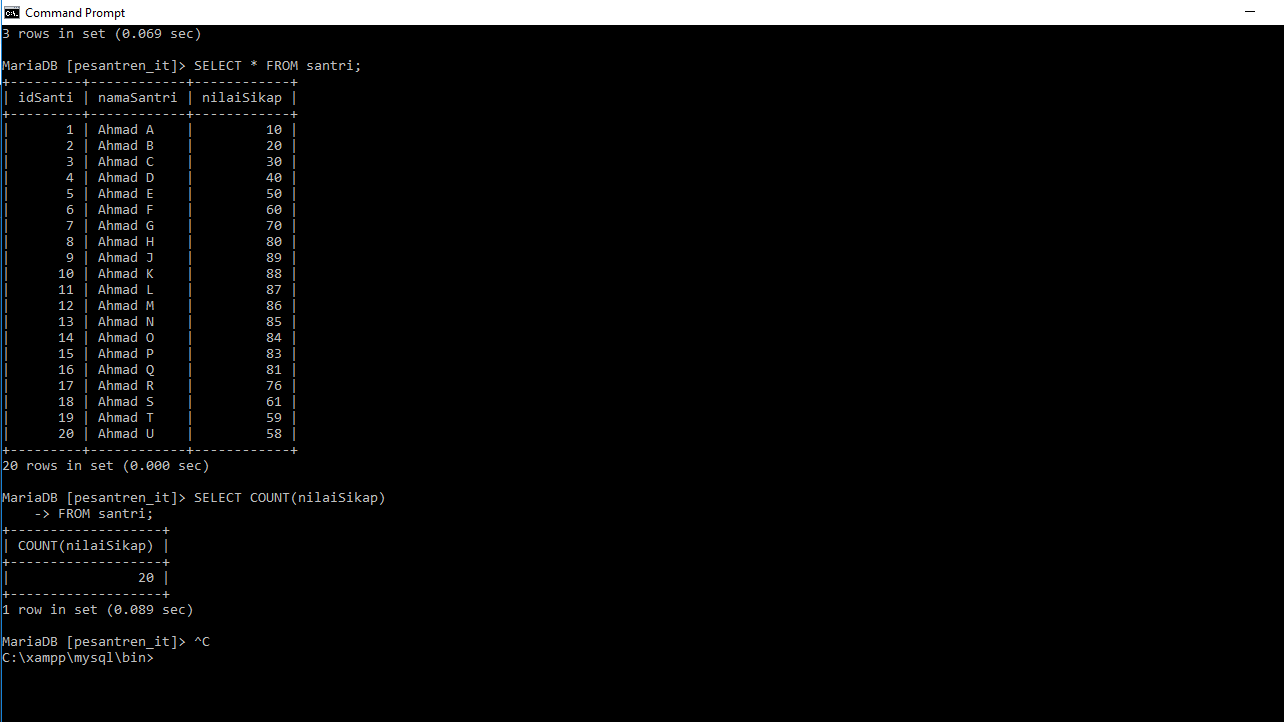 Command Prompt
3 rows in set (0.069 sec)
MariaDB [pesantren_it]> SELECT * FROM santri;
+---------+------------+------------+
| idSanti | namaSantri | nilaiSikap |
+---------+------------+------------+
|       1 | Ahmad A    |         10 |
|       2 | Ahmad B    |         20 |
|       3 | Ahmad C    |         30 |
|       4 | Ahmad D    |         40 |
|       5 | Ahmad E    |         50 |
|       6 | Ahmad F    |         60 |
|       7 | Ahmad G    |         70 |
|       8 | Ahmad H    |         80 |
|       9 | Ahmad J    |         89 |
|      10 | Ahmad K    |         88 |
|      11 | Ahmad L    |         87 |
|      12 | Ahmad M    |         86 |
|      13 | Ahmad N    |         85 |
|      14 | Ahmad O    |         84 |
|      15 | Ahmad P    |         83 |
|      16 | Ahmad Q    |         81 |
|      17 | Ahmad R    |         76 |
|      18 | Ahmad S    |         61 |
|      19 | Ahmad T    |         59 |
|      20 | Ahmad U    |         58 |
+---------+------------+------------+
20 rows in set (0.000 sec)
MariaDB [pesantren_it]> SELECT COUNT(nilaiSikap)
    -> FROM santri;
+-------------------+
| COUNT(nilaiSikap) |
+-------------------+
|                20 |
+-------------------+
1 row in set (0.089 sec)
MariaDB [pesantren_it]> ^C
C:\xampp\mysql\bin>